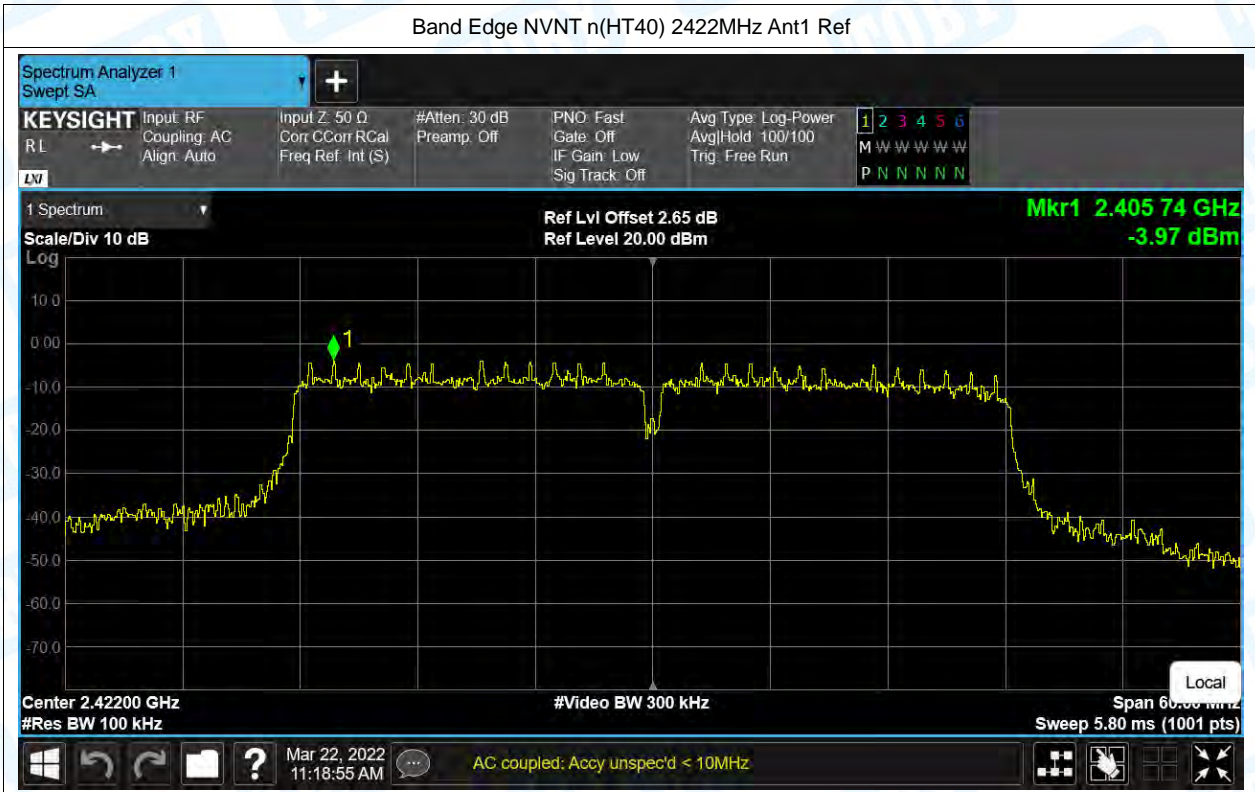 Band Edge NVNT n(HT40) 2422MHz Ant1 Ref
Spectrum Analyzer 1
Swept SA
KEYSIGHT
R L
LXI
Input: RF
Coupling: AC
Align: Auto
Input Z: 50 Ω
Corr CCorr RCal
Freq Ref: Int (S)
#Atten: 30 dB
Preamp: Off
PNO: Fast
Gate: Off
IF Gain: Low
Sig Track: Off
Avg Type: Log-Power
Avg|Hold: 100/100
Trig: Free Run
1 2 3 4 5 6
M W W W W W
P N N N N N
1 Spectrum
Scale/Div 10 dB
Log
Ref Lvl Offset 2.65 dB
Ref Level 20.00 dBm
Mkr1 2.405 74 GHz
-3.97 dBm
10.0
0.00
-10.0
-20.0
-30.0
-40.0
-50.0
-60.0
-70.0
1
Local
Center 2.42200 GHz
#Res BW 100 kHz
#Video BW 300 kHz
Span 60.00 MHz
Sweep 5.80 ms (1001 pts)
Mar 22, 2022
11:18:55 AM
AC coupled: Accy unspec'd < 10MHz